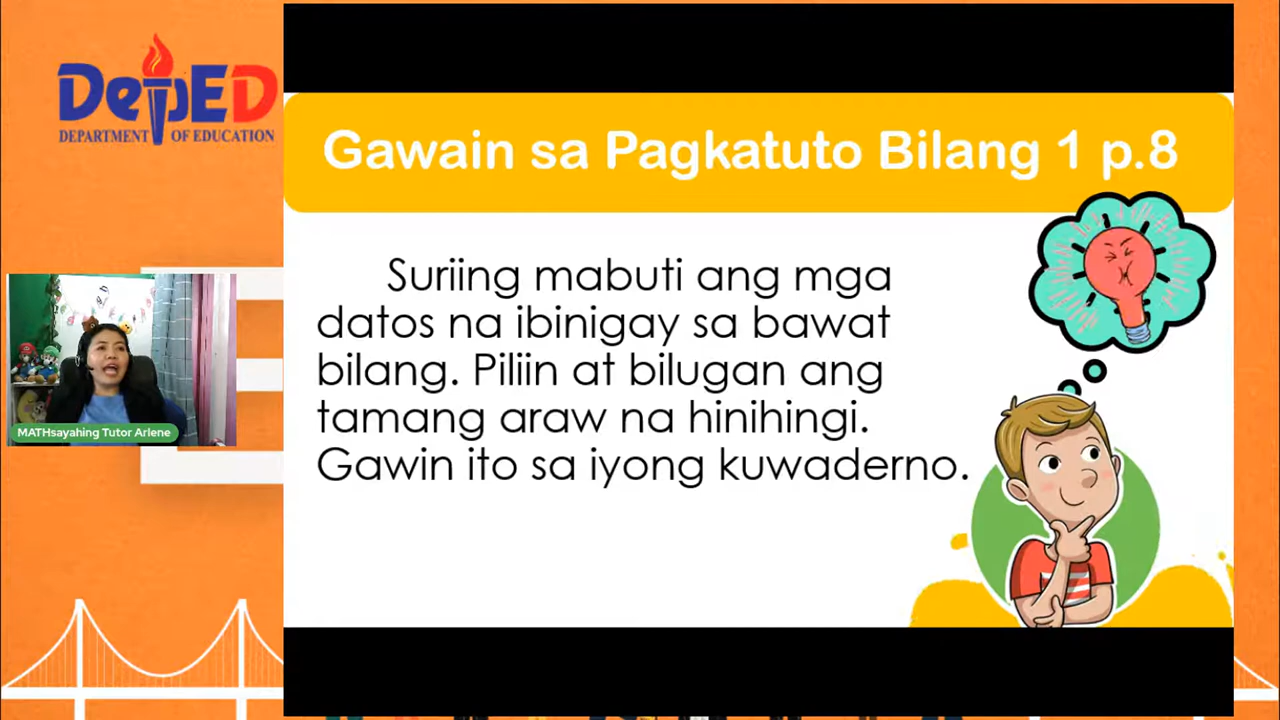 DepED
DEPARTMENT OF EDUCATION
Gawain sa Pagkatuto Bilang 1 p.8
Suriing mabuti ang mga
datos na ibinigay sa bawat
bilang. Piliin at bilugan ang
tamang araw na hinihingi.
Gawin ito sa iyong kuwaderno.
MATHsayahing Tutor Arlene